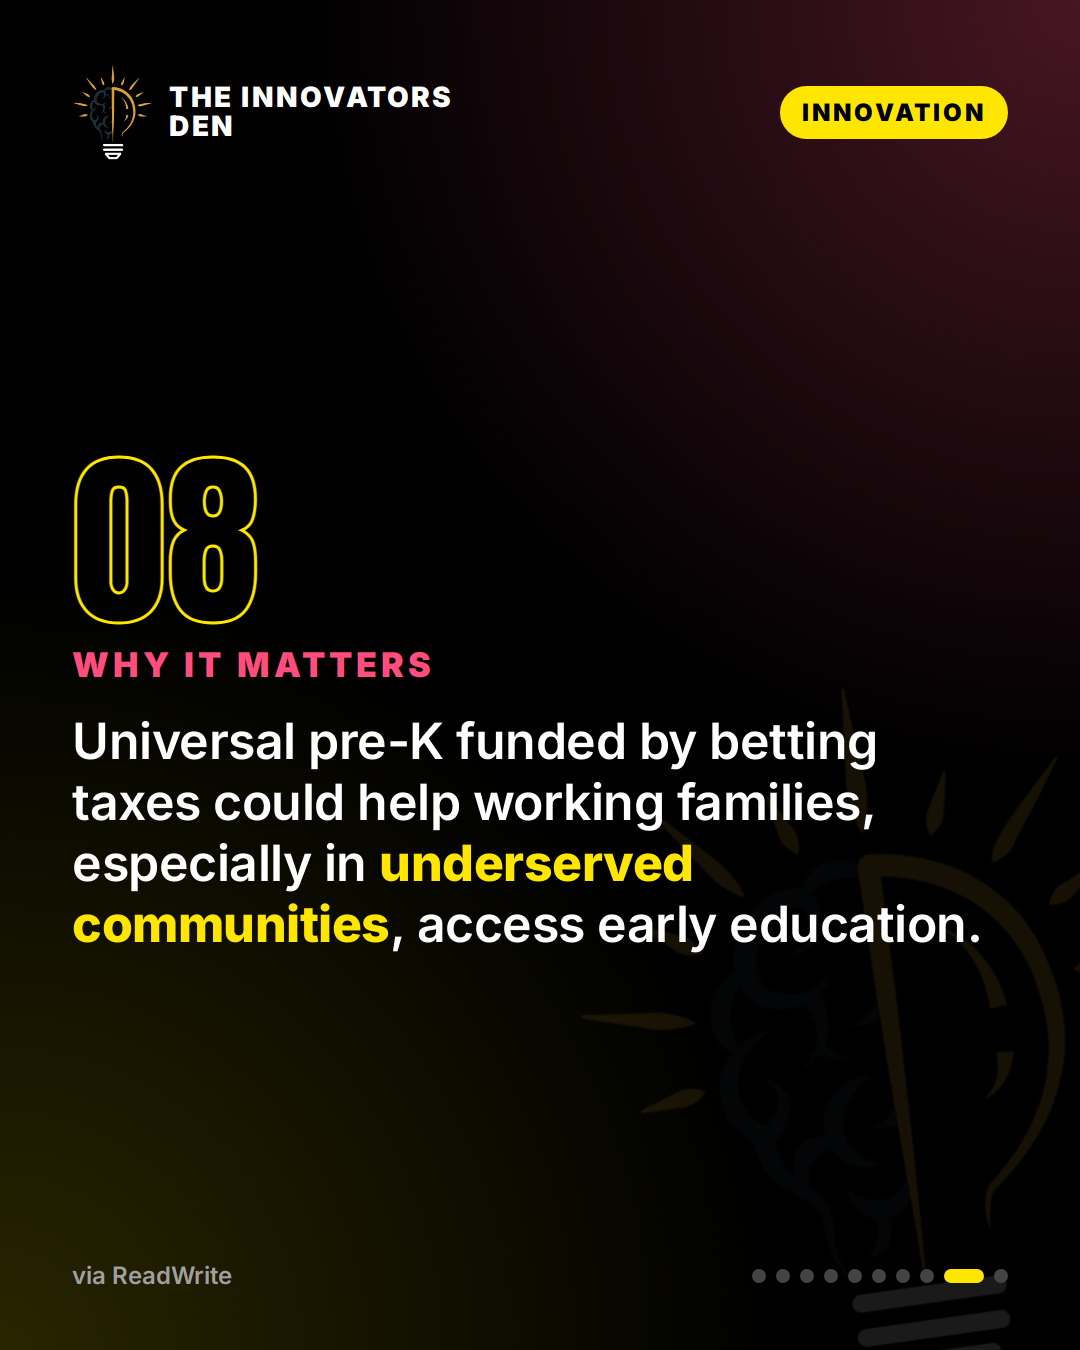 THE INNOVATORS
DEN
INNOVATION
08
WHY IT MATTERS
Universal pre-K funded by betting
taxes could help working families,
especially in underserved
communities, access early education.
via ReadWrite